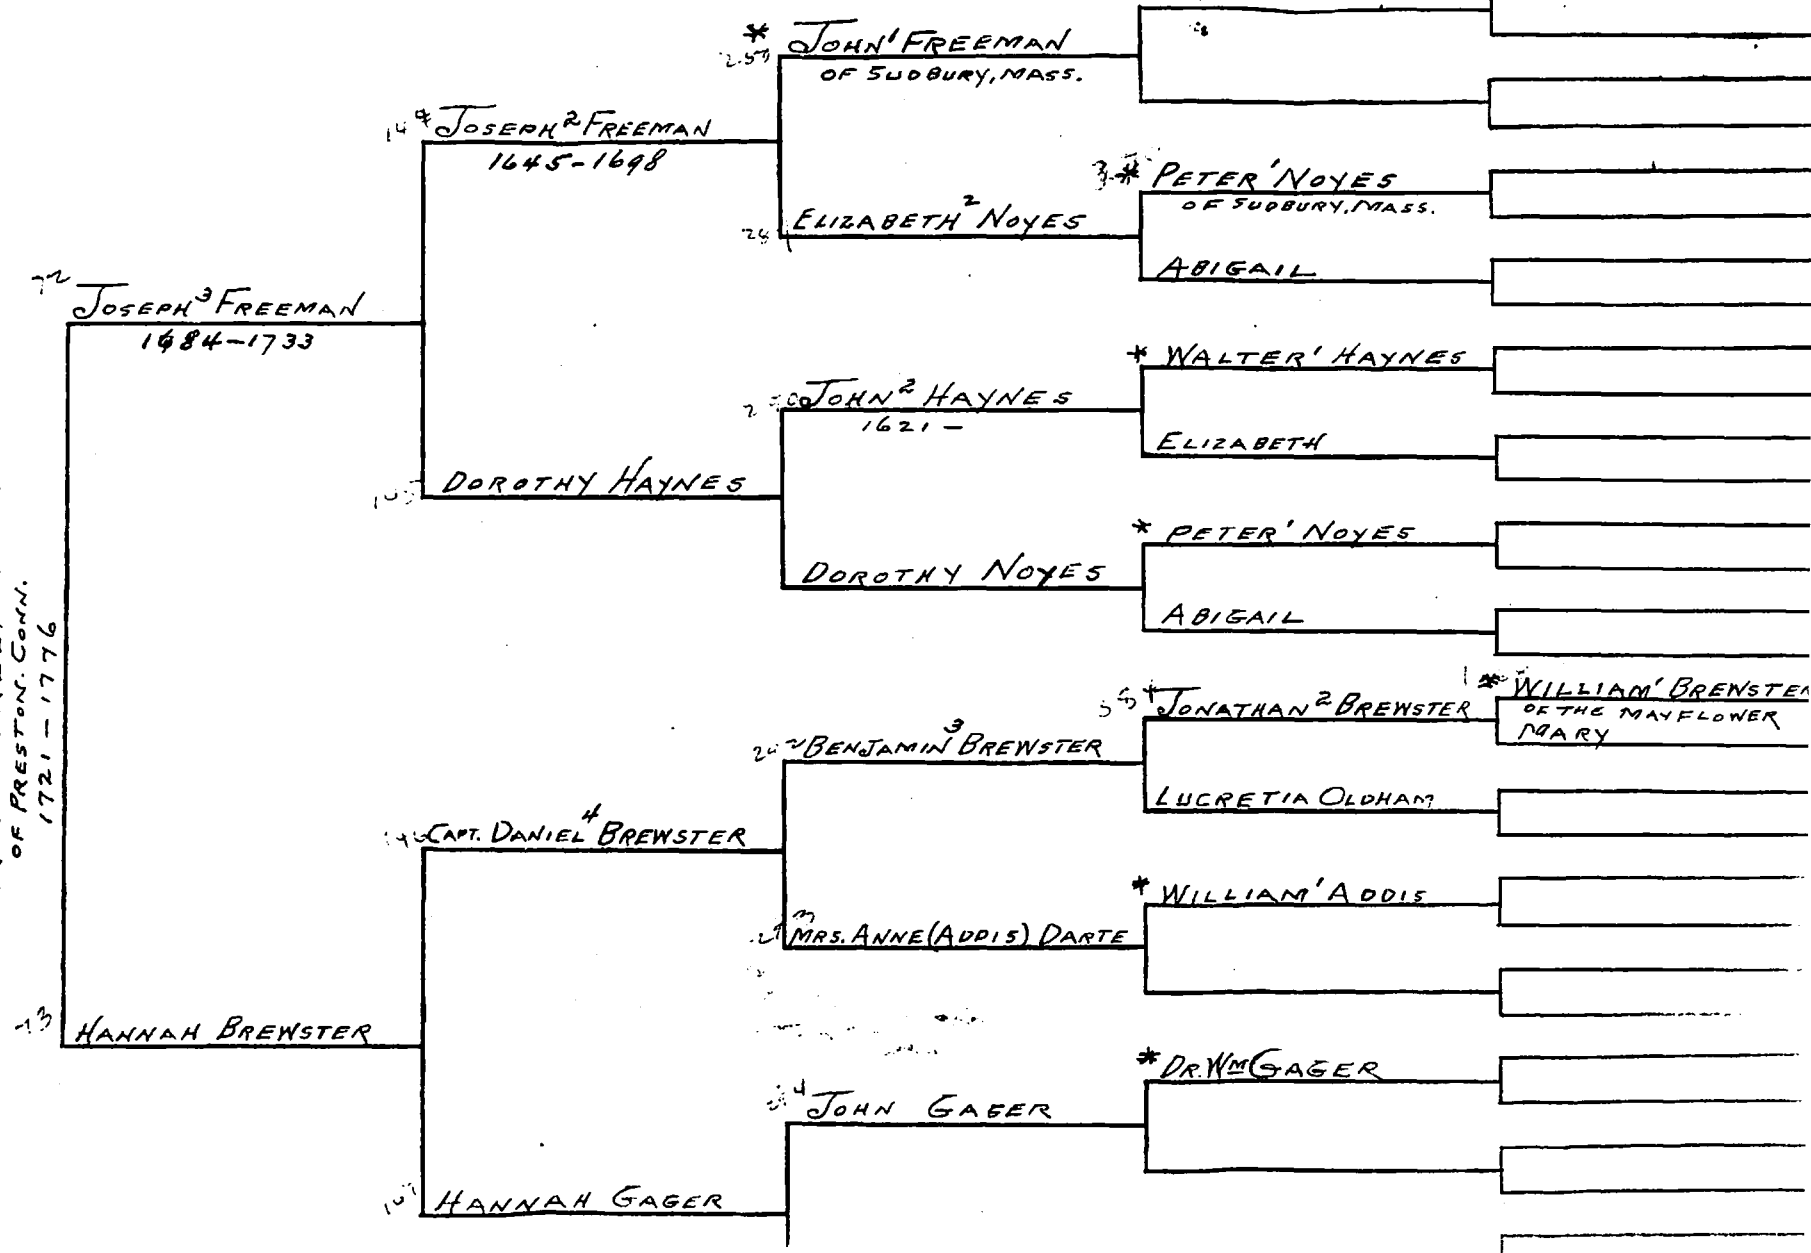 * JOHN¹ FREEMAN
OF SUDBURY, MASS.
JOSEPH² FREEMAN
1645-1698
* PETER¹ NOYES
OF SUDBURY, MASS.
ELIZABETH² NOYES
ABIGAIL
72
JOSEPH³ FREEMAN
1684-1733
* WALTER¹ HAYNES
JOHN² HAYNES
1621-
ELIZABETH
DOROTHY HAYNES
* PETER¹ NOYES
DOROTHY NOYES
ABIGAIL
OF PRESTON. CONN.
1721-1776
* WILLIAM¹ BREWSTER
OF THE MAYFLOWER
MARY
JONATHAN² BREWSTER
BENJAMIN³ BREWSTER
LUCRETIA OLDHAM
CAPT. DANIEL⁴ BREWSTER
* WILLIAM¹ ADDIS
MRS. ANNE (ADDIS) DARTE
HANNAH BREWSTER
* DR. WM GAGER
JOHN GAGER
HANNAH GAGER